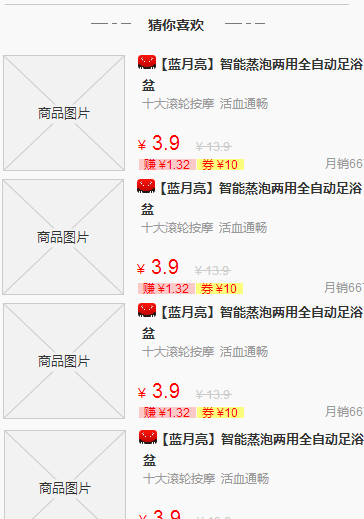 猜你喜欢
商品图片
【蓝月亮】智能蒸泡两用全自动足浴
盆
十大滚轮按摩 活血通畅
¥ 3.9 ¥ 13.9
赚 ¥1.32 券 ¥10 月销66
商品图片
【蓝月亮】智能蒸泡两用全自动足浴
盆
十大滚轮按摩 活血通畅
¥ 3.9 ¥ 13.9
赚 ¥1.32 券 ¥10 月销66
商品图片
【蓝月亮】智能蒸泡两用全自动足浴
盆
十大滚轮按摩 活血通畅
¥ 3.9 ¥ 13.9
赚 ¥1.32 券 ¥10 月销66
商品图片
【蓝月亮】智能蒸泡两用全自动足浴
盆
十大滚轮按摩 活血通畅
¥ 3.9 ¥ 13.9